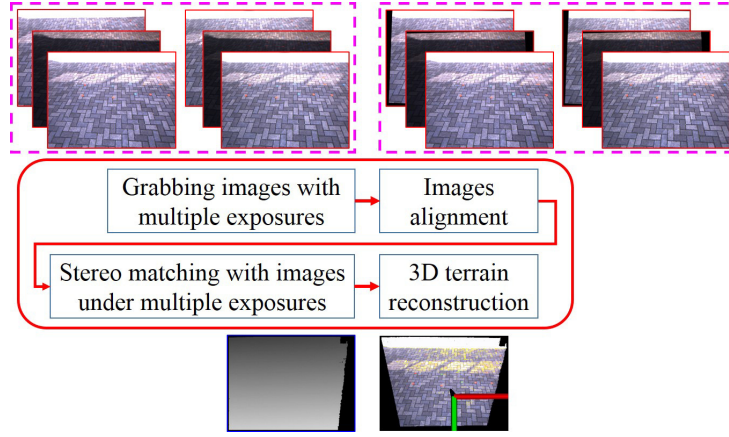 Grabbing images with
multiple exposures
Images
alignment
Stereo matching with images
under multiple exposures
3D terrain
reconstruction